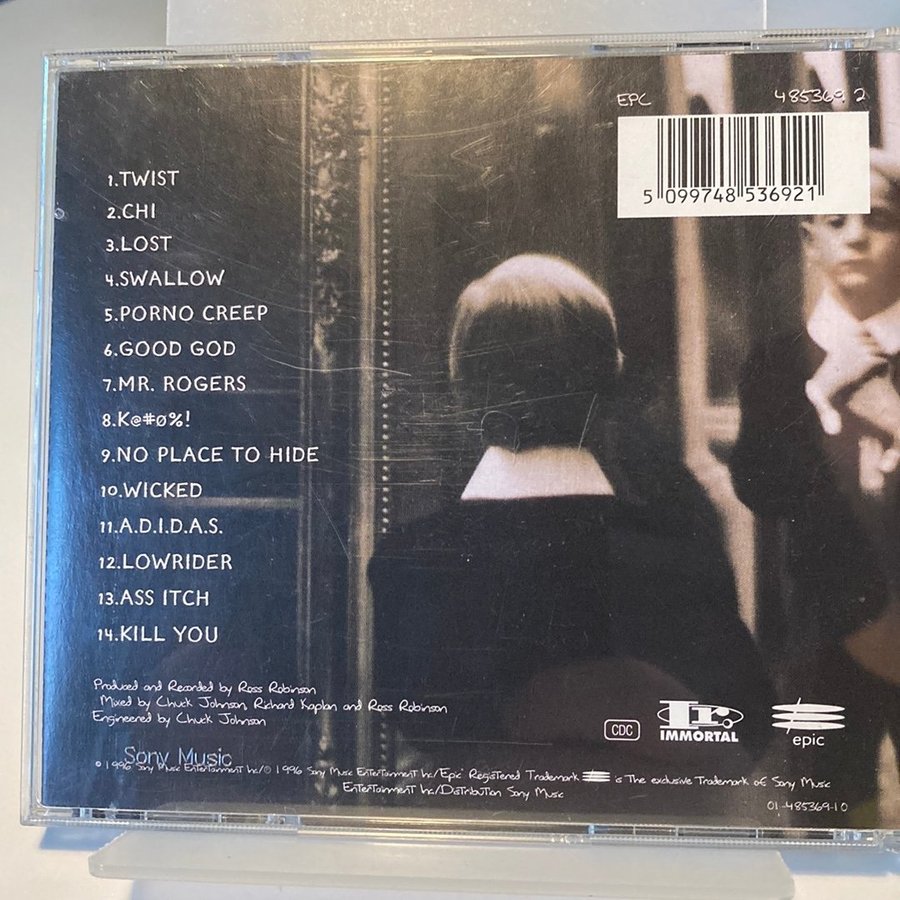 EPC 485369 2
5 099748 536921
1.TWIST
2.CHI
3.LOST
4.SWALLOW
5.PORNO CREEP
6.GOOD GOD
7.MR. ROGERS
8.K@#ø%!
9.NO PLACE TO HIDE
10.WICKED
11.A.D.I.D.A.S.
12.LOWRIDER
13.ASS ITCH
14.KILL YOU
Produced and Recorded by Ross Robinson
Mixed by Chuck Johnson, Richard Kaplan and Ross Robinson
Engineered by Chuck Johnson
CDC
Ir.
IMMORTAL
epic
Sony Music
℗ 1996 Sony Music Entertainment Inc/© 1996 Sony Music Entertainment Inc/Epic Registered Trademark is The exclusive Trademark of Sony Music
Entertainment Inc/Distribution Sony Music
01-485369-10